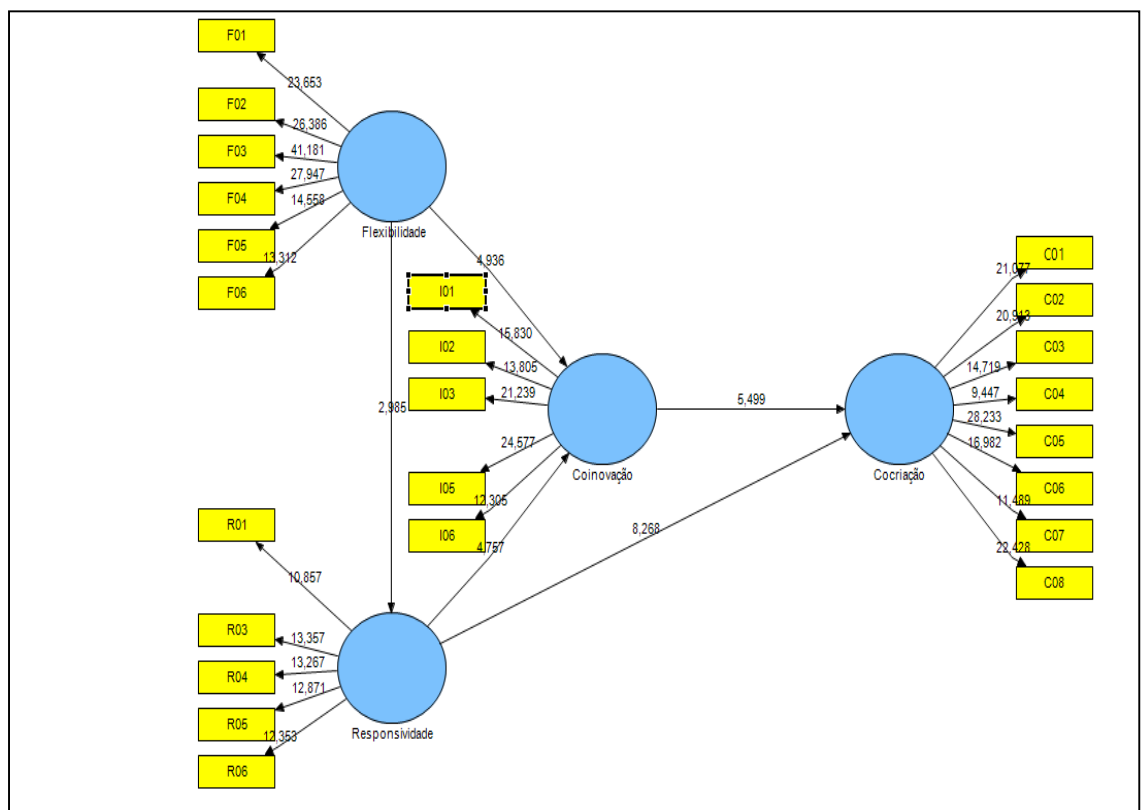 F01
23,653
F02
26,386
F03
41,181
27,947
F04
14,558
F05
13,312
F06
Flexibilidade
4,936
I01
15,830
I02
13,805
I03
21,239
2,985
24,577
I05
12,305
I06
4,757
Coinovação
5,499
8,268
C01
21,077
C02
20,913
C03
14,719
C04
9,447
28,233
C05
16,982
C06
11,489
C07
22,428
C08
Cocriação
R01
10,857
R03
13,357
13,267
R04
12,871
R05
12,353
R06
Responsividade